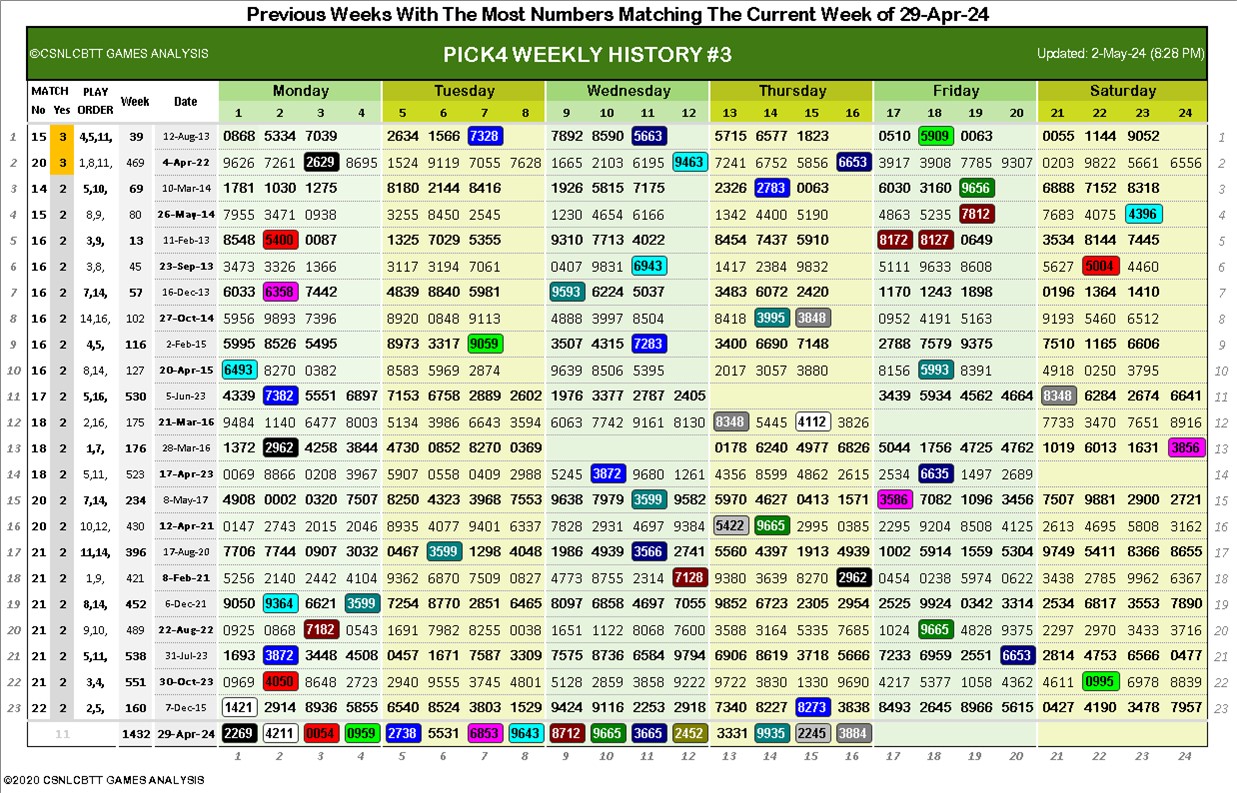 Previous Weeks With The Most Numbers Matching The Current Week of 29-Apr-24
©CSNLCBTT GAMES ANALYSIS PICK4 WEEKLY HISTORY #3 Updated: 2-May-24 (8:28 PM)
MATCH PLAY Week Date Monday Tuesday Wednesday Thursday Friday Saturday
No Yes ORDER 1 2 3 4 5 6 7 8 9 10 11 12 13 14 15 16 17 18 19 20 21 22 23 24
1 15 3 4,5,11, 39 12-Aug-13 0868 5334 7039 2634 1566 7328 7892 8590 5663 5715 6577 1823 0510 5909 0063 0055 1144 9052 1
2 20 3 1,8,11, 469 4-Apr-22 9626 7261 2629 8695 1524 9119 7055 7628 1665 2103 6195 9463 7241 6752 5856 6653 3917 3908 7785 9307 0203 9822 5661 6556 2
3 14 2 5,10, 69 10-Mar-14 1781 1030 1275 8180 2144 8416 1926 5815 7175 2326 2783 0063 6030 3160 9656 6888 7152 8318 3
4 15 2 8,9, 80 26-May-14 7955 3471 0938 3255 8450 2545 1230 4654 6166 1342 4400 5190 4863 5235 7812 7683 4075 4396 4
5 16 2 3,9, 13 11-Feb-13 8548 5400 0087 1325 7029 5355 9310 7713 4022 8454 7437 5910 8172 8127 0649 3534 8144 7445 5
6 16 2 3,8, 45 23-Sep-13 3473 3326 1366 3117 3194 7061 0407 9831 6943 1417 2384 9832 5111 9633 8608 5627 5004 4460 6
7 16 2 7,14, 57 16-Dec-13 6033 6358 7442 4839 8840 5981 9593 6224 5037 3483 6072 2420 1170 1243 1898 0196 1364 1410 7
8 16 2 14,16, 102 27-Oct-14 5956 9893 7396 8920 0848 9113 4888 3997 8504 8418 3995 3848 0952 4191 5163 9193 5460 6512 8
9 16 2 4,5, 116 2-Feb-15 5995 8526 5495 8973 3317 9059 3507 4315 7283 3400 6690 7148 2788 7579 9375 7510 1165 6606 9
10 16 2 8,14, 127 20-Apr-15 6493 8270 0382 8583 5969 2874 9639 8506 5395 2017 3057 3880 8156 5993 8391 4918 0250 3795 10
11 17 2 5,16, 530 5-Jun-23 4339 7382 5551 6897 7153 6758 2889 2602 1976 3377 2787 2405 3439 5934 4562 4664 8348 6284 2674 6641 11
12 18 2 2,16, 175 21-Mar-16 9484 1140 6477 8003 5134 3986 6643 3594 6063 7742 9161 8130 8348 5445 4112 3826 7733 3470 7651 8916 12
13 18 2 1,7, 176 28-Mar-16 1372 2962 4258 3844 4730 0852 8270 0369 0178 6240 4977 6826 5044 1756 4725 4762 1019 6013 1631 3856 13
14 18 2 5,11, 523 17-Apr-23 0069 8866 0208 3967 5907 0558 0409 2988 5245 3872 9680 1261 4356 8599 4862 2615 2534 6635 1497 2689 14
15 20 2 7,14, 234 8-May-17 4908 0002 0320 7507 8250 4323 3968 7553 9638 7979 3599 9582 5970 4627 0413 1571 3586 7082 1096 3456 7507 9881 2900 2721 15
16 20 2 10,12, 430 12-Apr-21 0147 2743 2015 2046 8935 4077 9401 6337 7828 2931 4697 9384 5422 9665 2995 0385 2295 9204 8508 4125 2613 4695 5808 3162 16
17 21 2 11,14, 396 17-Aug-20 7706 7744 0907 3032 0467 3599 1298 4048 1986 4939 3566 2741 5560 4397 1913 4939 1002 5914 1559 5304 9749 5411 8366 8655 17
18 21 2 1,9, 421 8-Feb-21 5256 2140 2442 4104 9362 6870 7509 0827 4773 8755 2314 7128 9380 3639 8270 2962 0454 0238 5974 0622 3438 2785 9962 6367 18
19 21 2 8,14, 452 6-Dec-21 9050 9364 6621 3599 7254 8770 2851 6465 8097 6858 4697 7055 9852 6723 2305 2954 2525 9924 0342 3314 2534 6817 3553 7890 19
20 21 2 9,10, 489 22-Aug-22 0925 0868 7182 0543 1691 7982 8255 0038 1651 1122 8068 7600 3588 3164 5335 7685 1024 9665 4828 9375 2297 2970 3433 3716 20
21 21 2 5,11, 538 31-Jul-23 1693 3872 3448 4508 0457 1671 7587 3309 7575 8736 6584 9794 6906 8619 3718 5666 7233 6959 2551 6653 2814 4753 6566 0477 21
22 21 2 3,4, 551 30-Oct-23 0969 4050 8648 2723 2940 9555 3745 4801 5128 2859 3858 9222 9722 3830 1330 9690 4217 5377 1058 4362 4611 0995 6978 8839 22
23 22 2 2,5, 160 7-Dec-15 1421 2914 8936 5855 6540 8524 3803 1529 9424 9116 2253 2918 7340 8227 8273 3838 8493 2645 8966 5615 0427 4190 3478 7957 23
11 1432 29-Apr-24 2269 4211 0054 0959 2738 5531 6853 9643 8712 9665 3665 2452 3331 9935 2245 3884
1 2 3 4 5 6 7 8 9 10 11 12 13 14 15 16 17 18 19 20 21 22 23 24
©2020 CSNLCBTT GAMES ANALYSIS